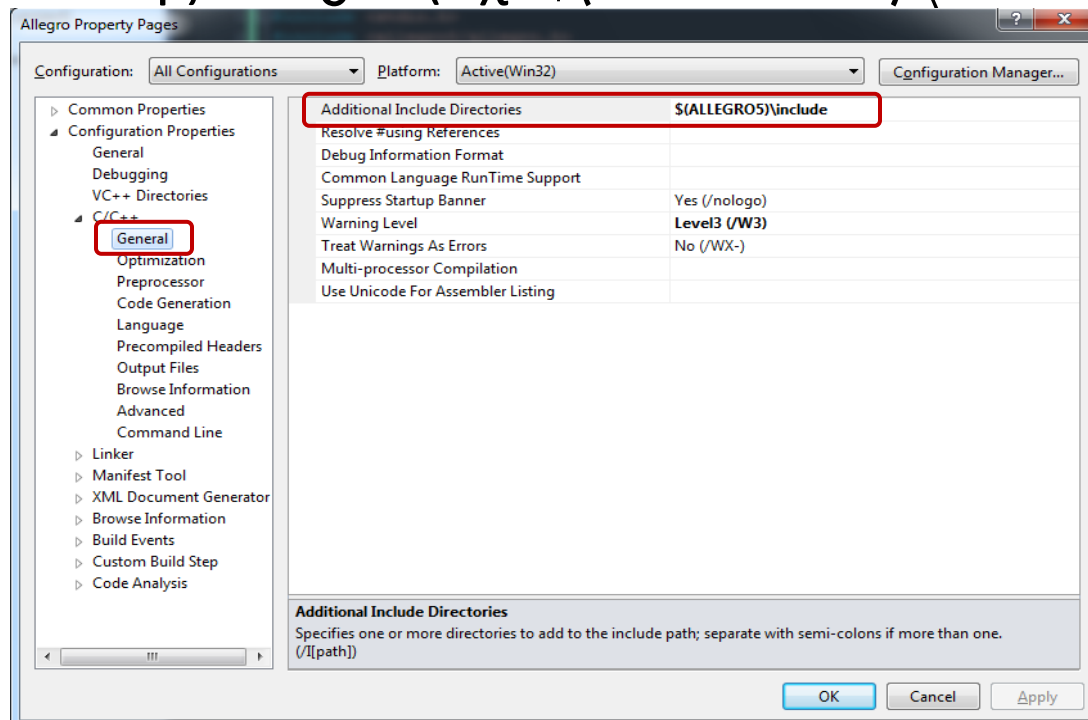 Allegro Property Pages
Configuration: All Configurations Platform: Active(Win32) Configuration Manager...
Common Properties
Configuration Properties
General
Debugging
VC++ Directories
C/C++
General
Optimization
Preprocessor
Code Generation
Language
Precompiled Headers
Output Files
Browse Information
Advanced
Command Line
Linker
Manifest Tool
XML Document Generator
Browse Information
Build Events
Custom Build Step
Code Analysis
Additional Include Directories $(ALLEGRO5)\include
Resolve #using References
Debug Information Format
Common Language RunTime Support
Suppress Startup Banner Yes (/nologo)
Warning Level Level3 (/W3)
Treat Warnings As Errors No (/WX-)
Multi-processor Compilation
Use Unicode For Assembler Listing
Additional Include Directories
Specifies one or more directories to add to the include path; separate with semi-colons if more than one.
(/I[path])
OK Cancel Apply